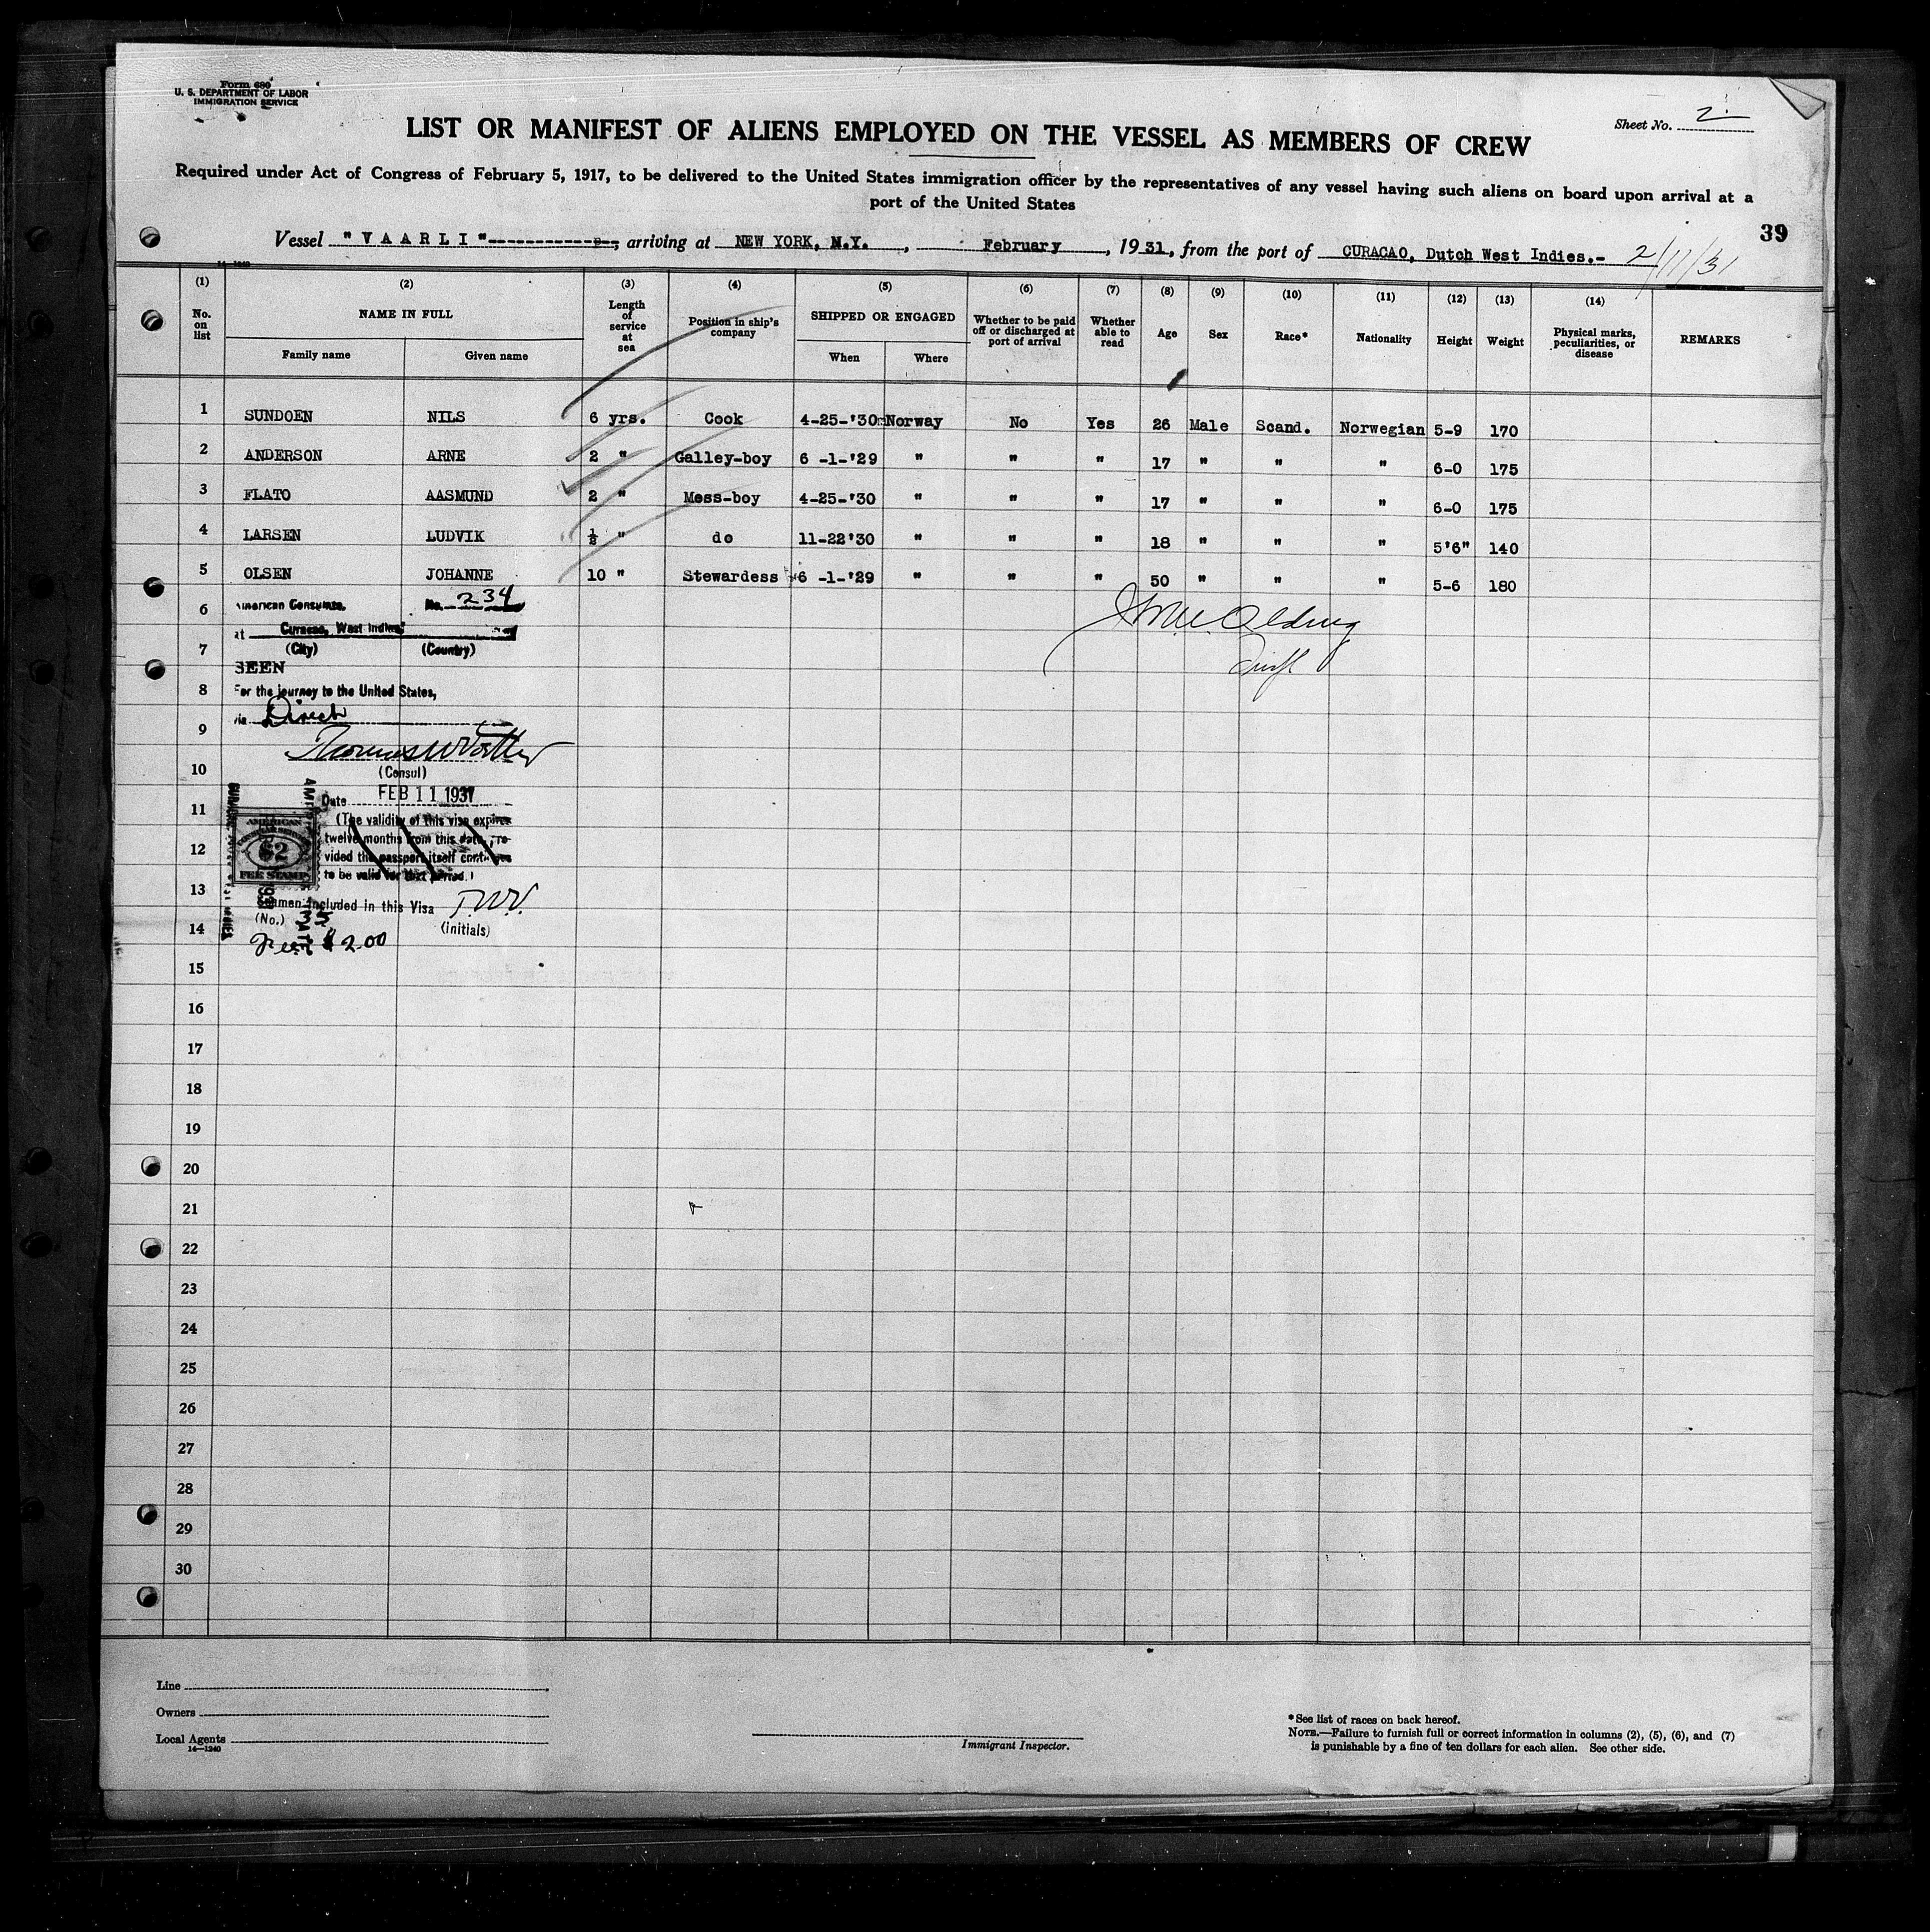 Form 680
U. S. DEPARTMENT OF LABOR
IMMIGRATION SERVICE
Sheet No. 2
LIST OR MANIFEST OF ALIENS EMPLOYED ON THE VESSEL AS MEMBERS OF CREW
Required under Act of Congress of February 5, 1917, to be delivered to the United States immigration officer by the representatives of any vessel having such aliens on board upon arrival at a
port of the United States
39
Vessel "VAARLI", arriving at NEW YORK, N.Y., February, 1931, from the port of CURACAO, Dutch West Indies.- 2/11/31
(1) (2) (3) (4) (5) (6) (7) (8) (9) (10) (11) (12) (13) (14)
No. on list NAME IN FULL Length of service at sea Position in ship's company SHIPPED OR ENGAGED Whether to be paid off or discharged at port of arrival Whether able to read Age Sex Race* Nationality Height Weight Physical marks, peculiarities, or disease REMARKS
Family name Given name When Where
1 SUNDOEN NILS 6 yrs. Cook 4-25-'30 Norway No Yes 26 Male Scand. Norwegian 5-9 170
2 ANDERSON ARNE 2 " Galley-boy 6 -1-'29 " " " 17 " " " 6-0 175
3 FLATO AASMUND 2 " Mess-boy 4-25-'30 " " " 17 " " " 6-0 175
4 LARSEN LUDVIK ½ " do 11-22'30 " " " 18 " " " 5'6" 140
5 OLSEN JOHANNE 10 " Stewardess 6 -1-'29 " " " 50 " " " 5-6 180
6
American Consulate, No. 234
at Curacao, West Indies
7
(City) (Country)
SEEN
8
For the journey to the United States,
via Direct
9
10
(Consul)
Date FEB 11 1931
11
(The validity of this visa expires
12
twelve months from this date, pro-
vided the passport itself continues
to be valid for that period.)
AMERICAN
$2
FEE STAMP
13
Seamen included in this Visa T.W.V.
(No.) 35 (initials)
14
Fee: $2.00
15
16
17
18
19
20
21
22
23
24
25
26
27
28
29
30
Line
Owners
Local Agents
14—1240
Immigrant Inspector.
*See list of races on back hereof.
NOTE.—Failure to furnish full or correct information in columns (2), (5), (6), and (7)
is punishable by a fine of ten dollars for each alien. See other side.